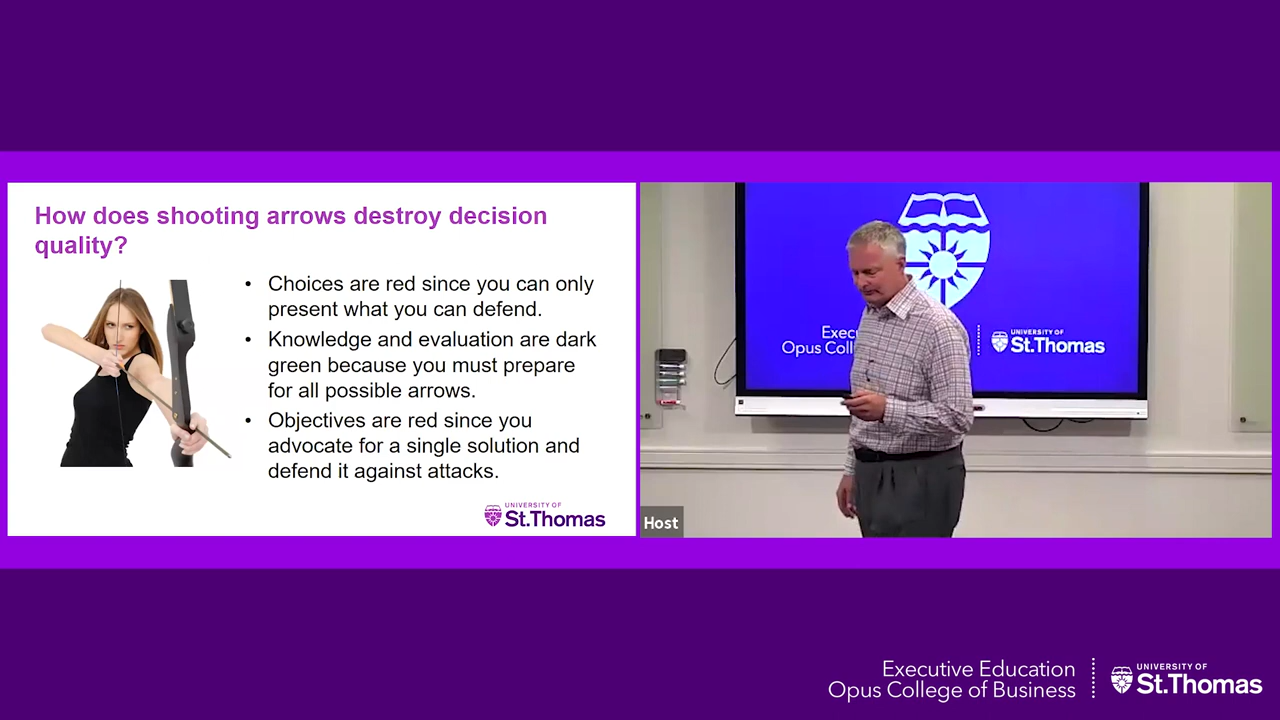 How does shooting arrows destroy decision
quality?
• Choices are red since you can only
present what you can defend.
• Knowledge and evaluation are dark
green because you must prepare
for all possible arrows.
• Objectives are red since you
advocate for a single solution and
defend it against attacks.
UNIVERSITY OF
St.Thomas
Opus
UNIVERSITY OF
St.Thomas
Host
Executive Education
Opus College of Business
UNIVERSITY OF
St.Thomas